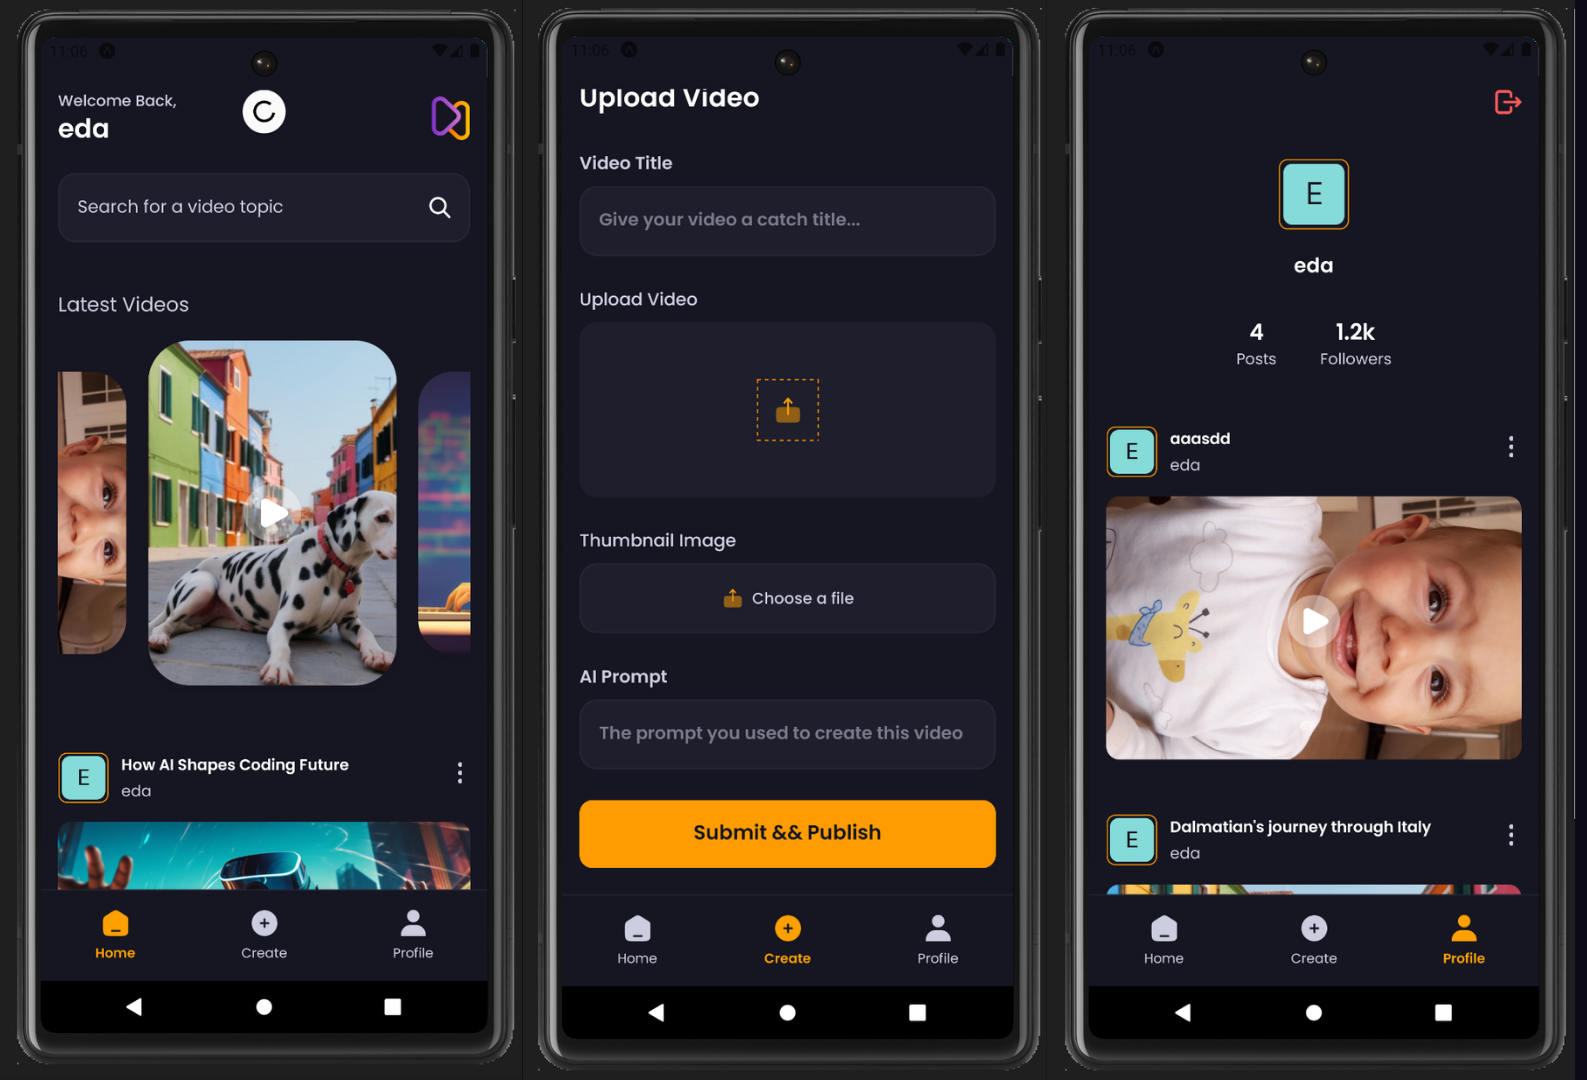 11:06
Welcome Back,
eda
Search for a video topic
Latest Videos
E
How AI Shapes Coding Future
eda
Home
Create
Profile
11:06
Upload Video
Video Title
Give your video a catch title...
Upload Video
Thumbnail Image
Choose a file
AI Prompt
The prompt you used to create this video
Submit && Publish
Home
Create
Profile
11:06
E
eda
4
1.2k
Posts
Followers
E
aaasdd
eda
E
Dalmatian's journey through Italy
eda
Home
Create
Profile